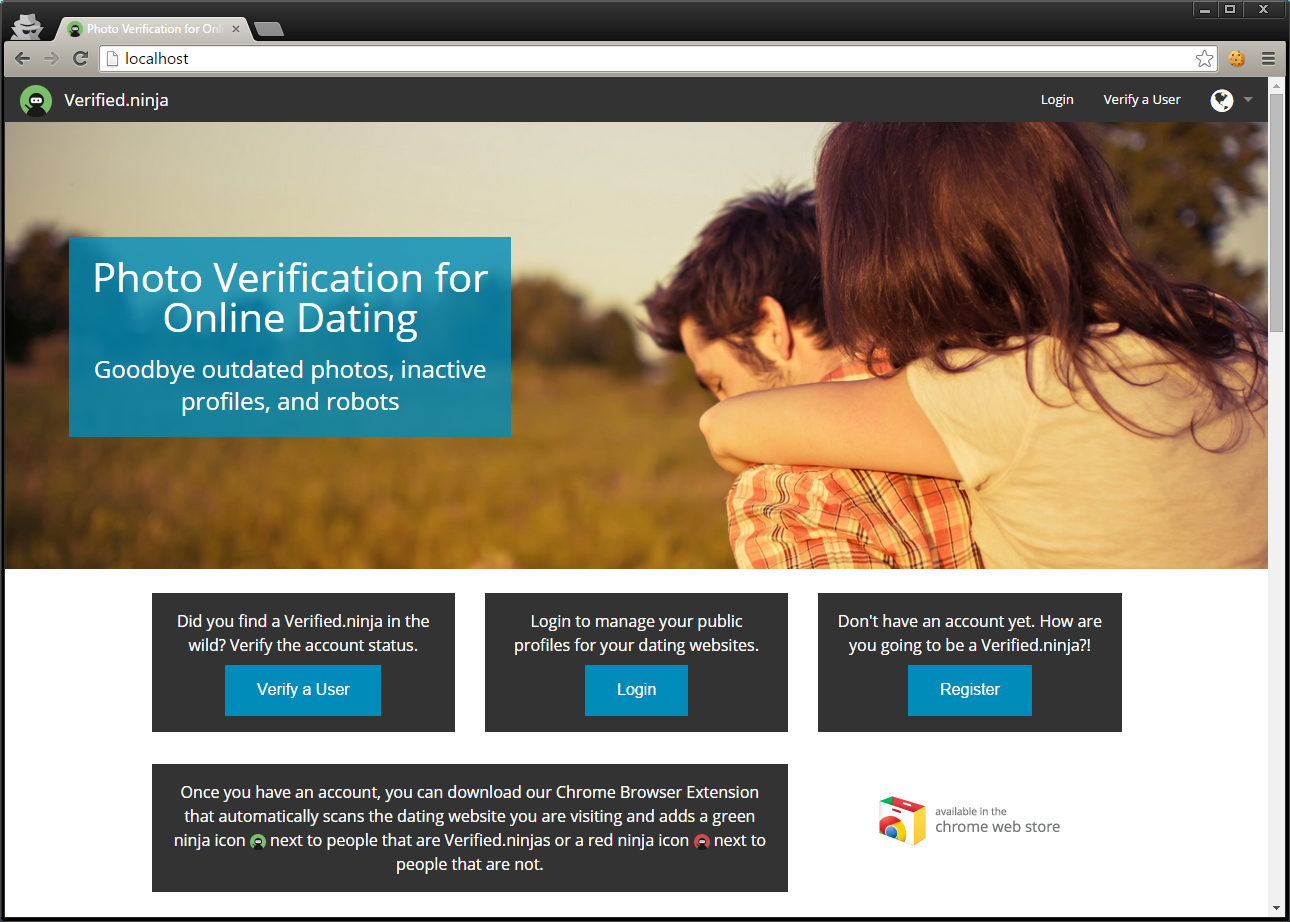 Photo Verification for Onl
localhost
Verified.ninja
Login
Verify a User
Photo Verification for
Online Dating
Goodbye outdated photos, inactive
profiles, and robots
Did you find a Verified.ninja in the
wild? Verify the account status.
Verify a User
Login to manage your public
profiles for your dating websites.
Login
Don't have an account yet. How are
you going to be a Verified.ninja?!
Register
Once you have an account, you can download our Chrome Browser Extension
that automatically scans the dating website you are visiting and adds a green
ninja icon next to people that are Verified.ninjas or a red ninja icon next to
people that are not.
available in the
chrome web store